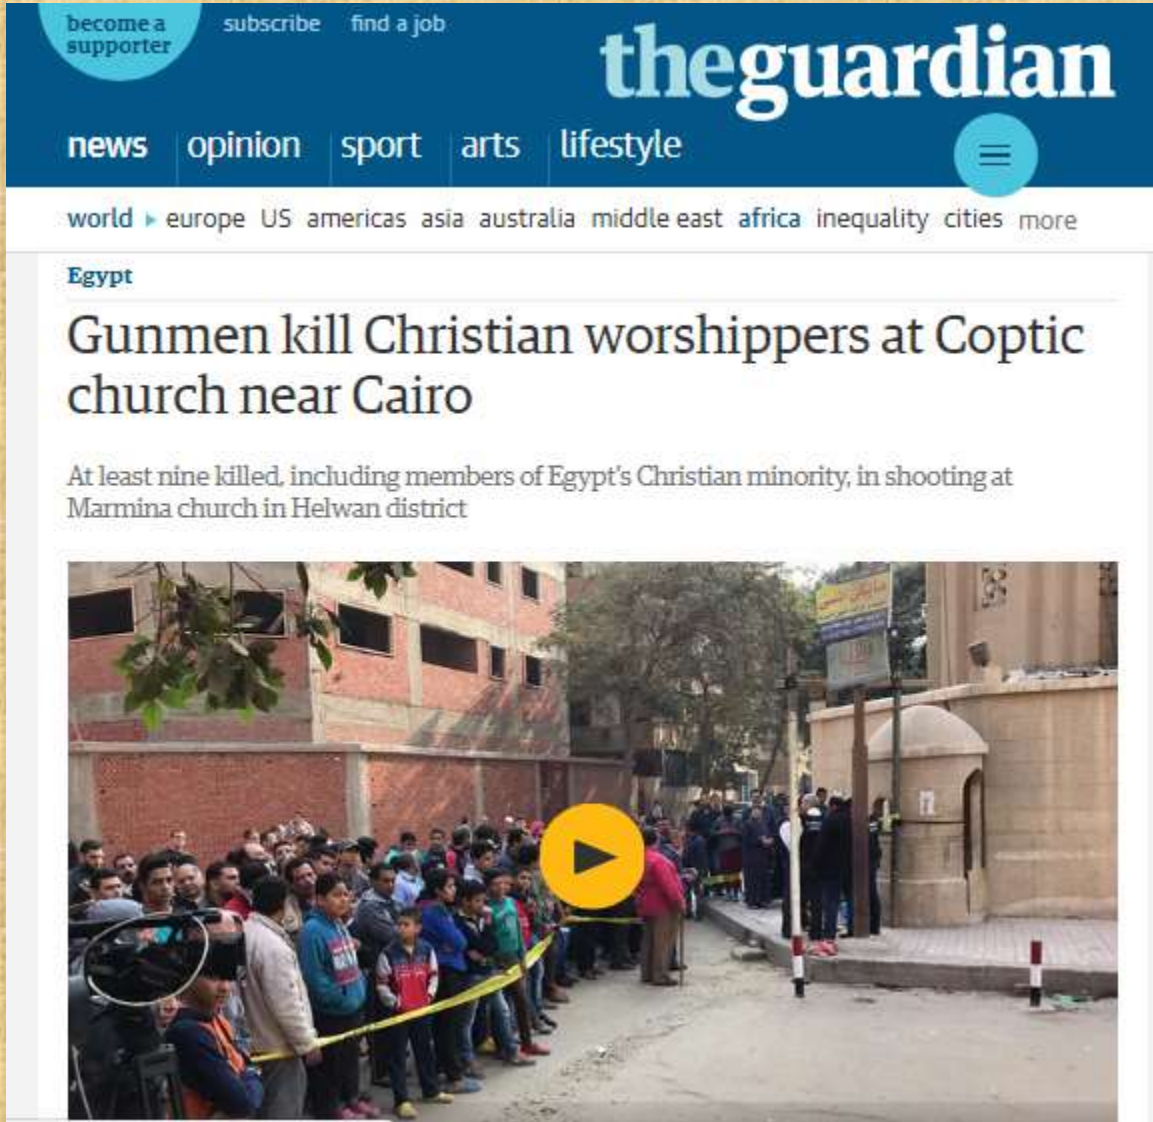 become a
supporter
subscribe find a job
theguardian
news opinion sport arts lifestyle
world europe US americas asia australia middle east africa inequality cities more
Egypt
Gunmen kill Christian worshippers at Coptic
church near Cairo
At least nine killed, including members of Egypt's Christian minority, in shooting at
Marmina church in Helwan district